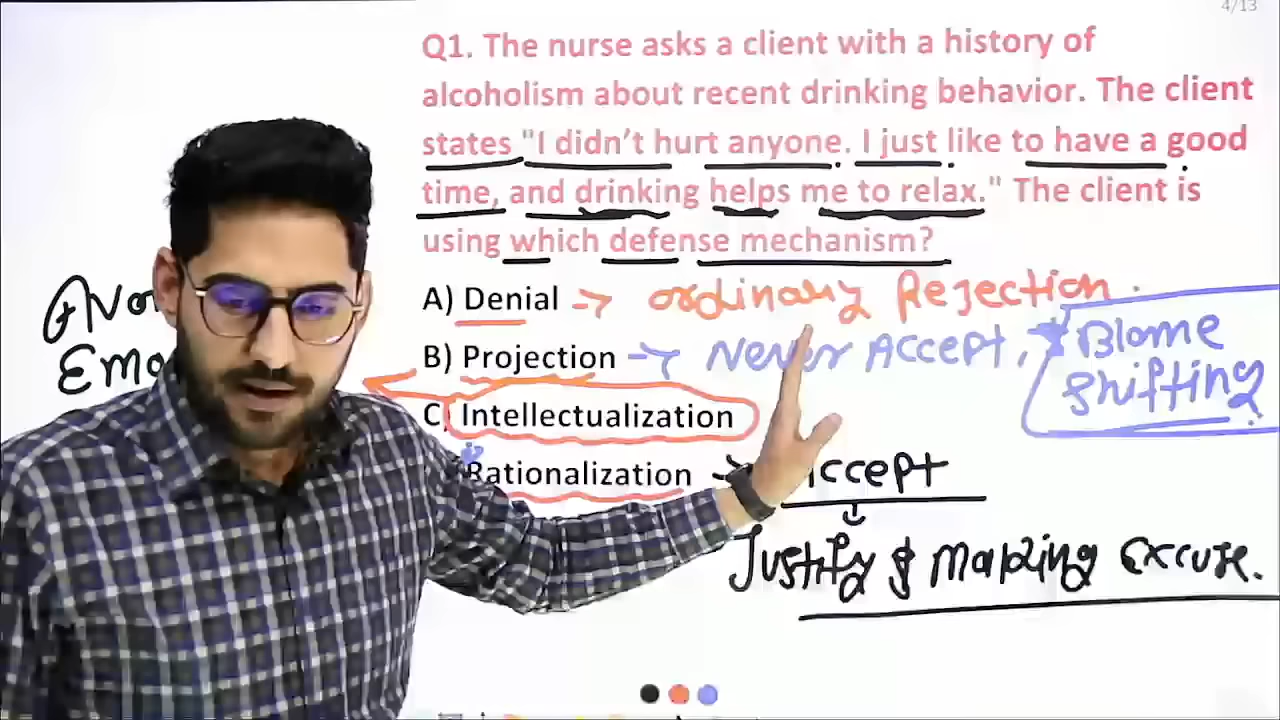 4/13
Q1. The nurse asks a client with a history of
alcoholism about recent drinking behavior. The client
states "I didn't hurt anyone. I just like to have a good
time, and drinking helps me to relax." The client is
using which defense mechanism?
A) Denial → ordinary Rejection.
B) Projection → Never Accept, * Blame
Shifting
C Intellectualization
Rationalization → Accept
Justify & Making excuse.